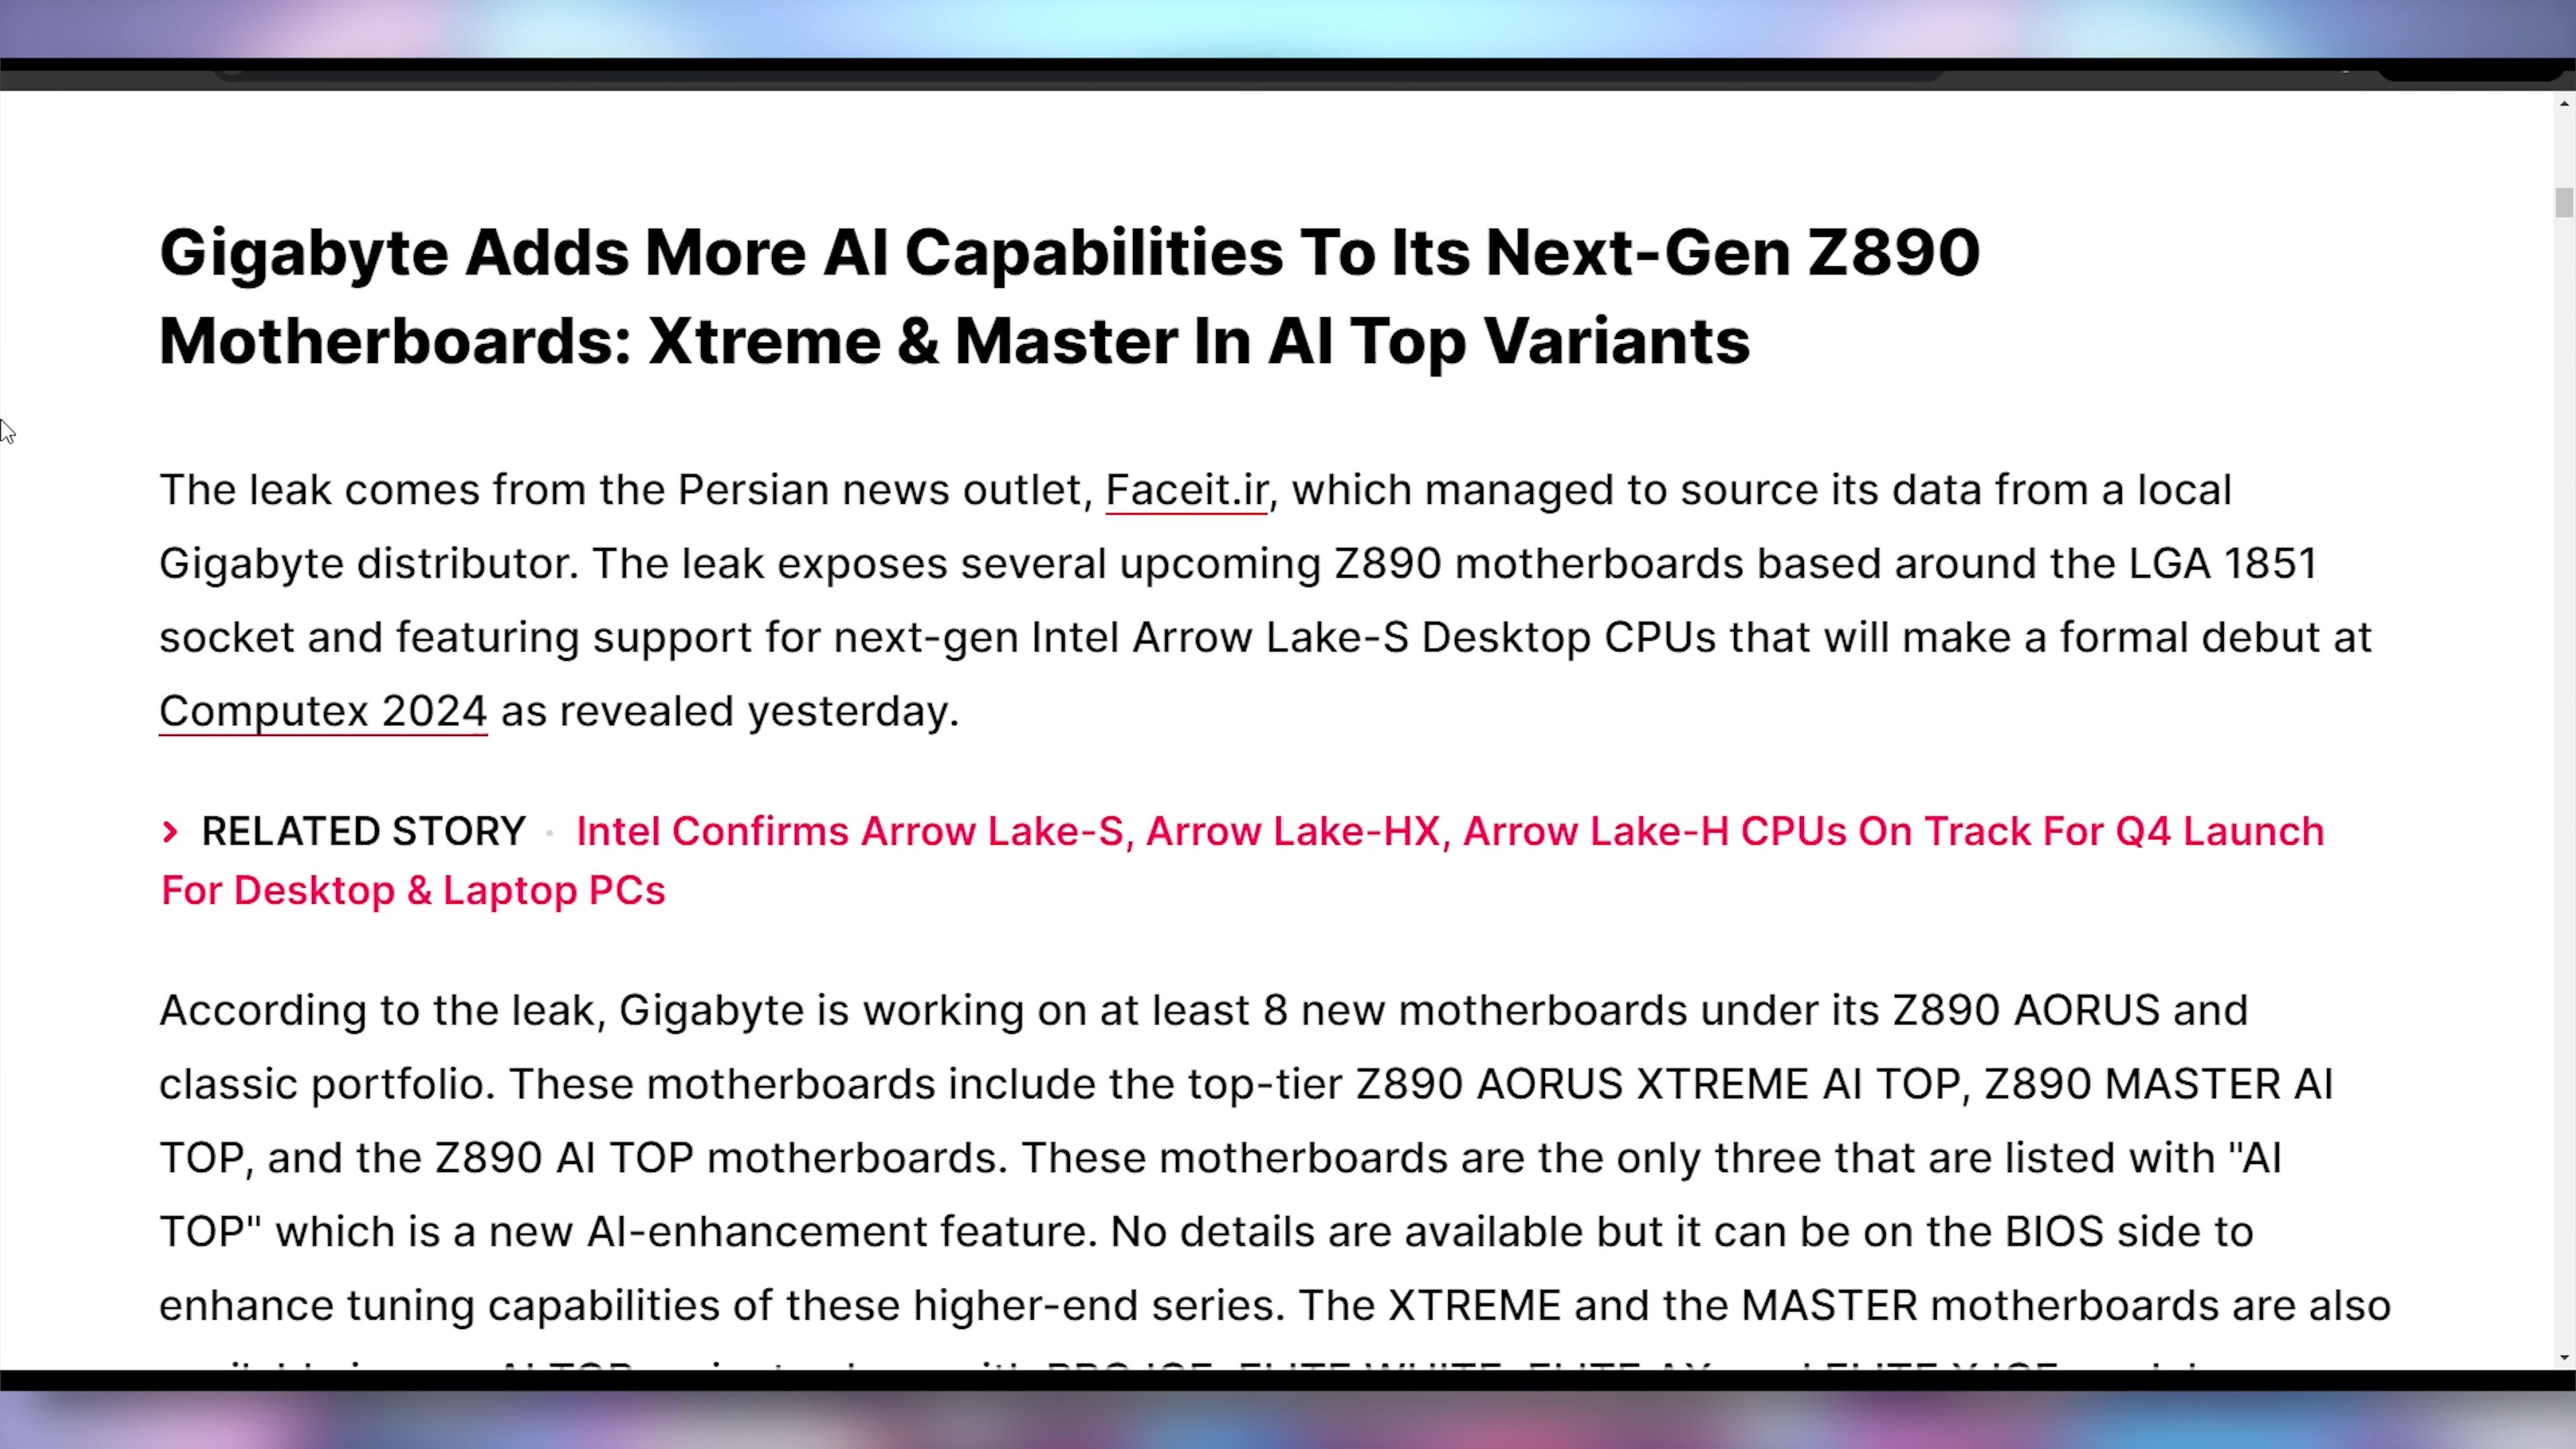 Gigabyte Adds More AI Capabilities To Its Next-Gen Z890
Motherboards: Xtreme & Master In AI Top Variants
The leak comes from the Persian news outlet, Faceit.ir, which managed to source its data from a local
Gigabyte distributor. The leak exposes several upcoming Z890 motherboards based around the LGA 1851
socket and featuring support for next-gen Intel Arrow Lake-S Desktop CPUs that will make a formal debut at
Computex 2024 as revealed yesterday.
RELATED STORY · Intel Confirms Arrow Lake-S, Arrow Lake-HX, Arrow Lake-H CPUs On Track For Q4 Launch
For Desktop & Laptop PCs
According to the leak, Gigabyte is working on at least 8 new motherboards under its Z890 AORUS and
classic portfolio. These motherboards include the top-tier Z890 AORUS XTREME AI TOP, Z890 MASTER AI
TOP, and the Z890 AI TOP motherboards. These motherboards are the only three that are listed with "AI
TOP" which is a new AI-enhancement feature. No details are available but it can be on the BIOS side to
enhance tuning capabilities of these higher-end series. The XTREME and the MASTER motherboards are also